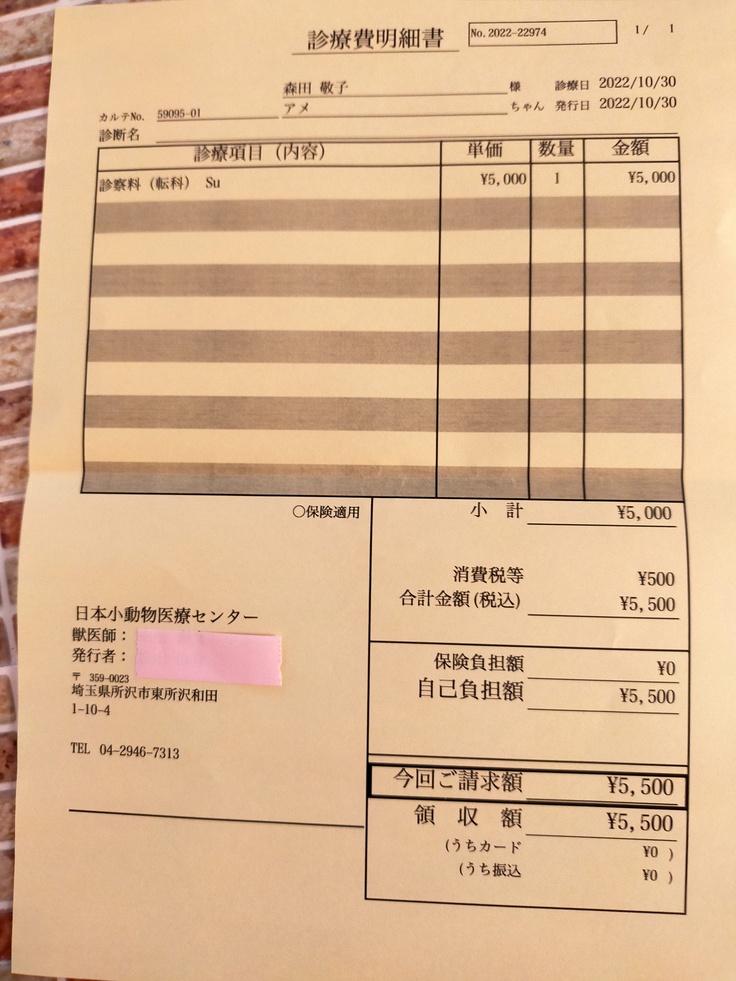 診療費明細書
No.2022-22974
1/ 1
森田 敬子 様 診療日 2022/10/30
カルテNo. 59095-01 アメ ちゃん 発行日 2022/10/30
診断名
診療項目（内容） 単価 数量 金額
診察料（転科） Su ¥5,000 1 ¥5,000
○保険適用
小 計 ¥5,000
消費税等 ¥500
合計金額(税込) ¥5,500
日本小動物医療センター
獣医師：
発行者：
〒 359-0023
埼玉県所沢市東所沢和田
1-10-4
TEL 04-2946-7313
保険負担額 ¥0
自己負担額 ¥5,500
今回ご請求額 ¥5,500
領 収 額 ¥5,500
(うちカード ¥0 )
(うち振込 ¥0 )